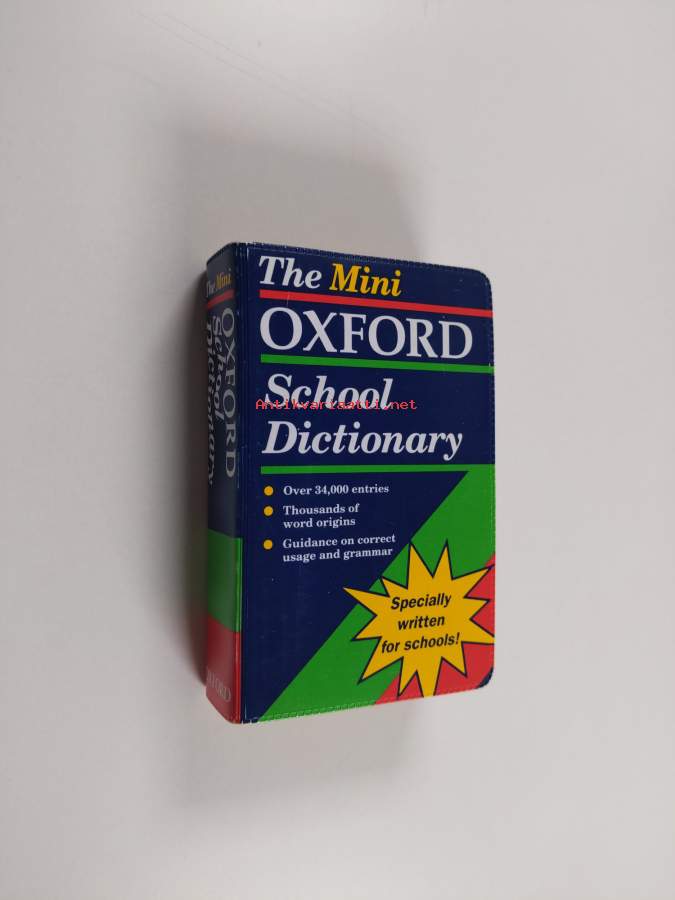 The Mini
OXFORD
School
Dictionary
Antikvariaatti.net
Over 34,000 entries
Thousands of
word origins
Guidance on correct
usage and grammar
Specially
written
for schools!
The Mini
OXFORD
School
Dictionary
OXFORD